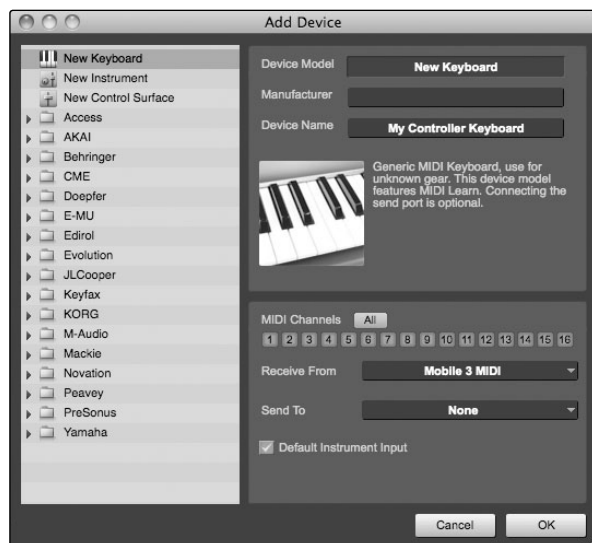 Add Device
New Keyboard
New Instrument
New Control Surface
Access
AKAI
Behringer
CME
Doepfer
E-MU
Edirol
Evolution
JLCooper
Keyfax
KORG
M-Audio
Mackie
Novation
Peavey
PreSonus
Yamaha
Device Model New Keyboard
Manufacturer
Device Name My Controller Keyboard
Generic MIDI Keyboard, use for
unknown gear. This device model
features MIDI Learn. Connecting the
send port is optional.
MIDI Channels All
1 2 3 4 5 6 7 8 9 10 11 12 13 14 15 16
Receive From Mobile 3 MIDI
Send To None
Default Instrument Input
Cancel OK